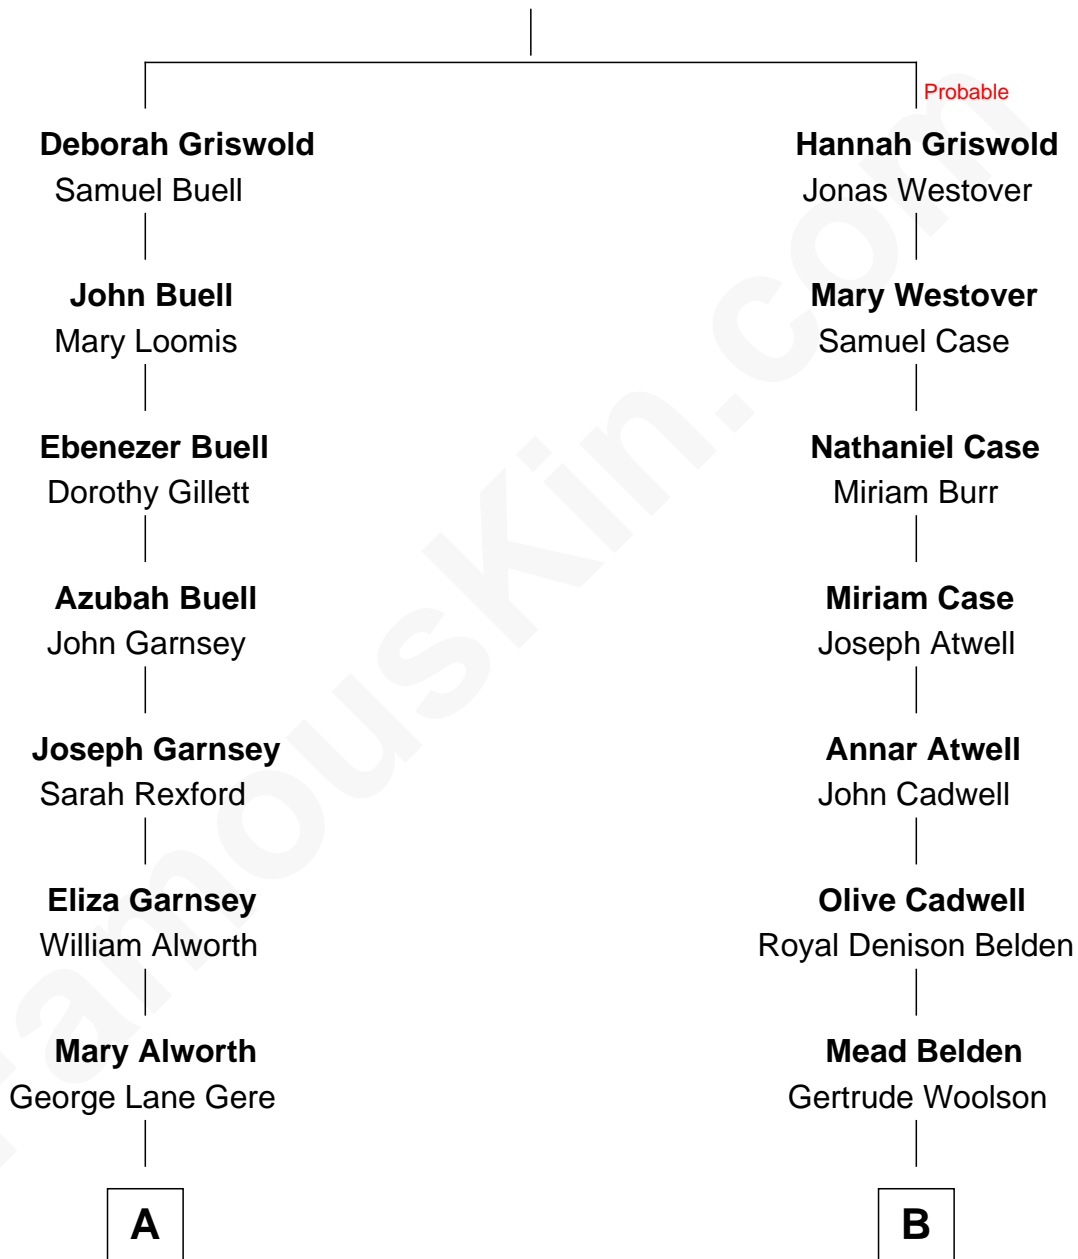 Probable
Deborah Griswold
Samuel Buell
Hannah Griswold
Jonas Westover
John Buell
Mary Loomis
Mary Westover
Samuel Case
Ebenezer Buell
Dorothy Gillett
Nathaniel Case
Miriam Burr
Azubah Buell
John Garnsey
Miriam Case
Joseph Atwell
Joseph Garnsey
Sarah Rexford
Annar Atwell
John Cadwell
Eliza Garnsey
William Alworth
Olive Cadwell
Royal Denison Belden
Mary Alworth
George Lane Gere
Mead Belden
Gertrude Woolson
A
B
FamousKin.com